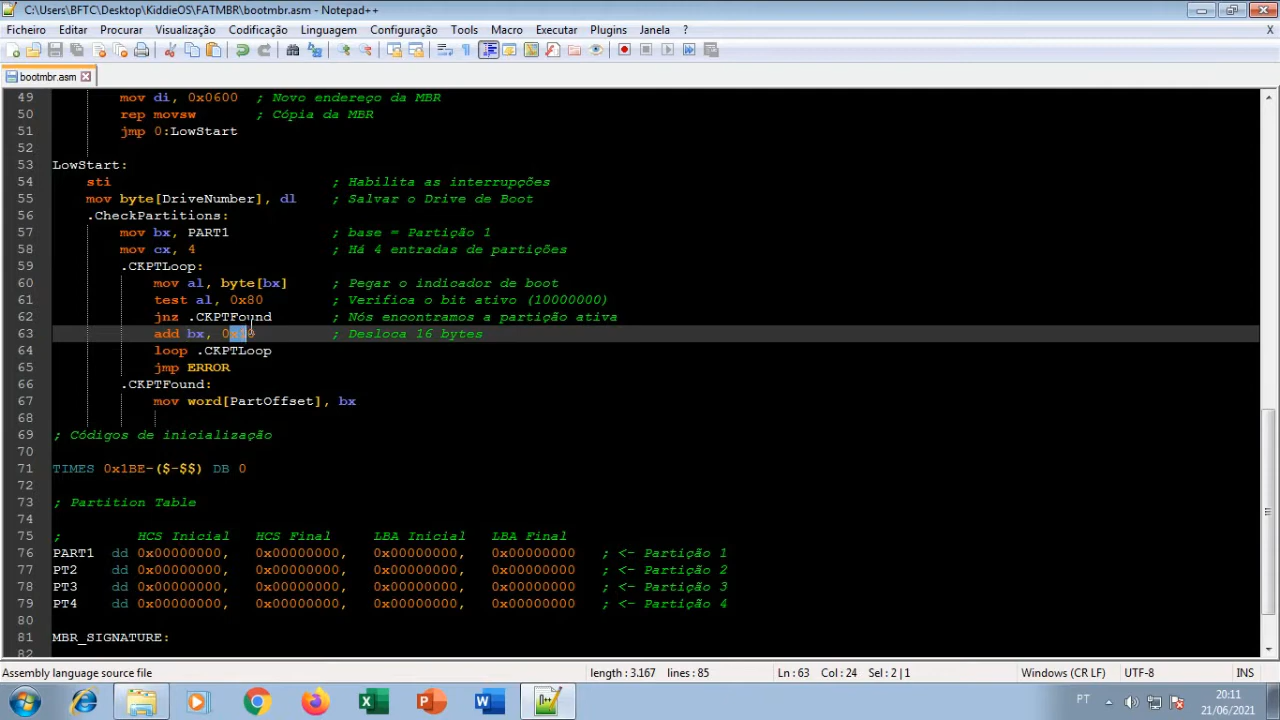 C:\Users\BFTC\Desktop\KiddieOS\FATMBR\bootmbr.asm - Notepad++
Ficheiro Editar Procurar Visualização Codificação Linguagem Configuração Tools Macro Executar Plugins Janela ? X
bootmbr.asm
49 mov di, 0x0600 ; Novo endereço da MBR
50 rep movsw ; Cópia da MBR
51 jmp 0:LowStart
52
53 LowStart:
54 sti ; Habilita as interrupções
55 mov byte[DriveNumber], dl ; Salvar o Drive de Boot
56 .CheckPartitions:
57 mov bx, PART1 ; base = Partição 1
58 mov cx, 4 ; Há 4 entradas de partições
59 .CKPTLoop:
60 mov al, byte[bx] ; Pegar o indicador de boot
61 test al, 0x80 ; Verifica o bit ativo (10000000)
62 jnz .CKPTFound ; Nós encontramos a partição ativa
63 add bx, 0x10 ; Desloca 16 bytes
64 loop .CKPTLoop
65 jmp ERROR
66 .CKPTFound:
67 mov word[PartOffset], bx
68
69 ; Códigos de inicialização
70
71 TIMES 0x1BE-($-$$) DB 0
72
73 ; Partition Table
74
75 ; HCS Inicial HCS Final LBA Inicial LBA Final
76 PART1 dd 0x00000000, 0x00000000, 0x00000000, 0x00000000 ; <- Partição 1
77 PT2 dd 0x00000000, 0x00000000, 0x00000000, 0x00000000 ; <- Partição 2
78 PT3 dd 0x00000000, 0x00000000, 0x00000000, 0x00000000 ; <- Partição 3
79 PT4 dd 0x00000000, 0x00000000, 0x00000000, 0x00000000 ; <- Partição 4
80
81 MBR_SIGNATURE:
82
Assembly language source file length : 3.167 lines : 85 Ln : 63 Col : 24 Sel : 2 | 1 Windows (CR LF) UTF-8 INS
PT 20:11
21/06/2021